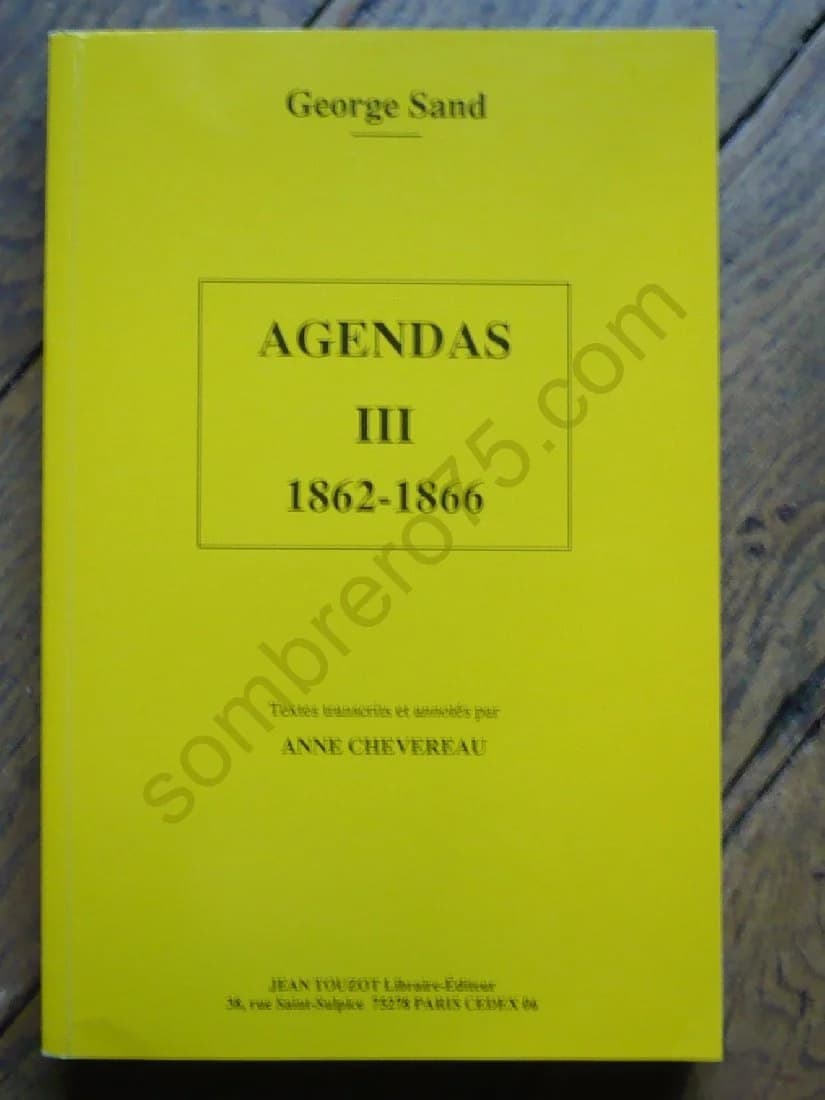 George Sand
AGENDAS
III
1862-1866
Textes transcrits et annotés par
ANNE CHEVEREAU
JEAN TOUZOT Libraire-Éditeur
38, rue Saint-Sulpice 75278 PARIS CEDEX 06
sombrero75.com